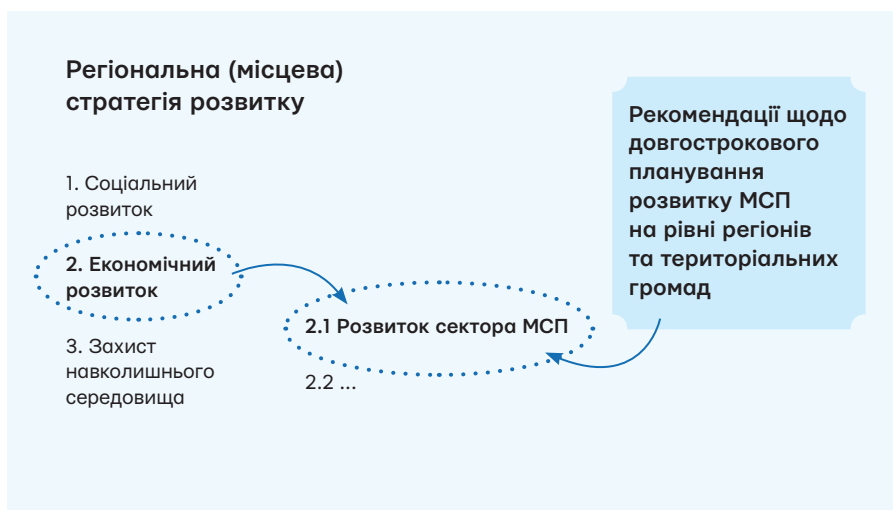 Регіональна (місцева)
стратегія розвитку
1. Соціальний
розвиток
2. Економічний
розвиток
3. Захист
навколишнього
середовища
2.1 Розвиток сектора МСП
2.2 ...
Рекомендації щодо
довгострокового
планування
розвитку МСП
на рівні регіонів
та територіальних
громад